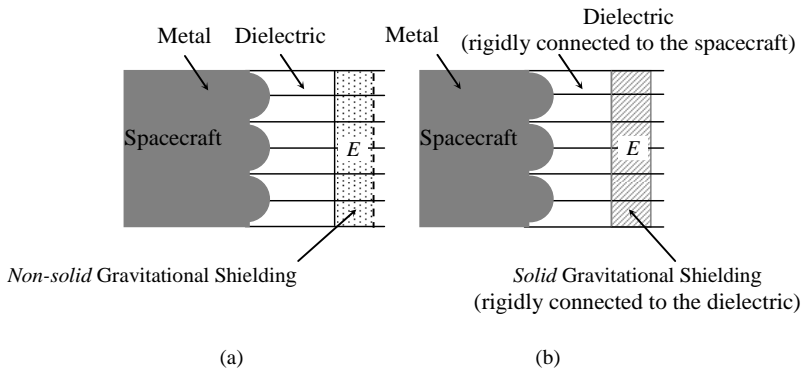 Metal
Dielectric
Spacecraft
E
Non-solid Gravitational Shielding
(a)
Dielectric
(rigidly connected to the spacecraft)
Metal
Spacecraft
E
Solid Gravitational Shielding
(rigidly connected to the dielectric)
(b)